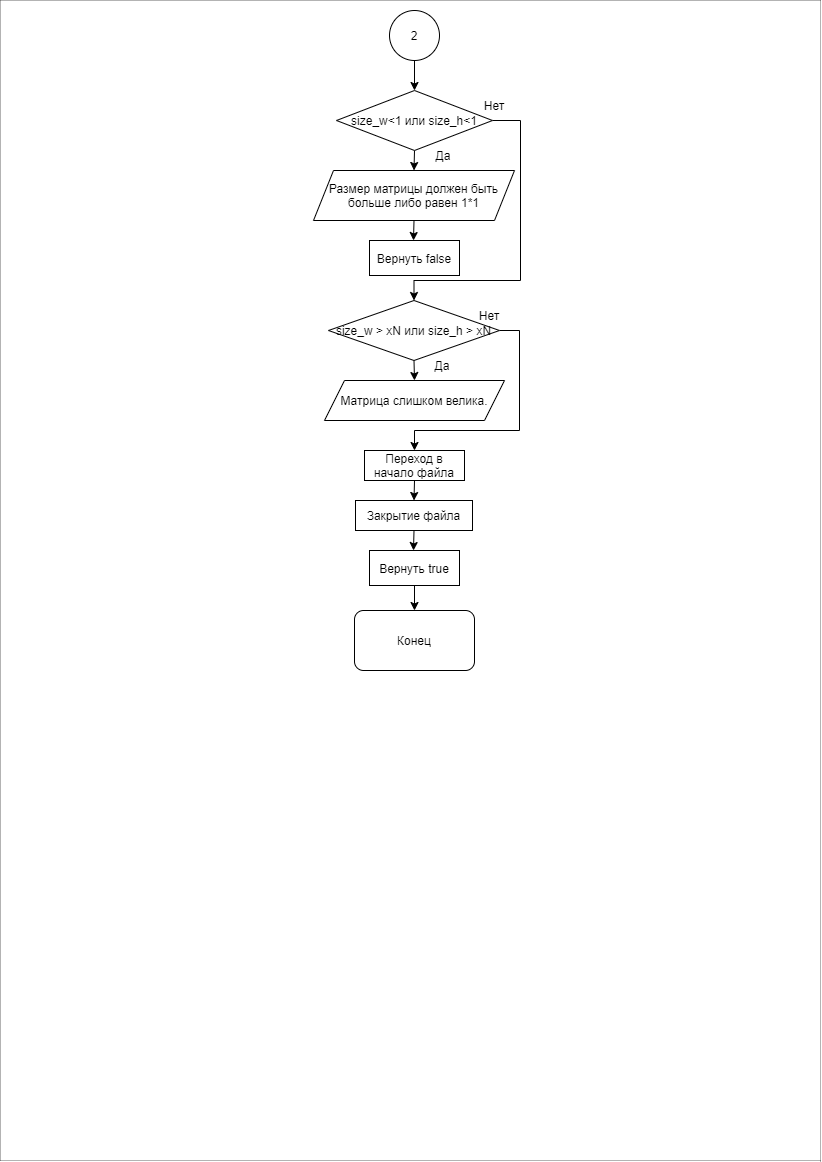 2
Нет
size_w<1 или size_h<1
Да
Размер матрицы должен быть
больше либо равен 1*1
Вернуть false
Нет
size_w > xN или size_h > xN
Да
Матрица слишком велика.
Переход в
начало файла
Закрытие файла
Вернуть true
Конец